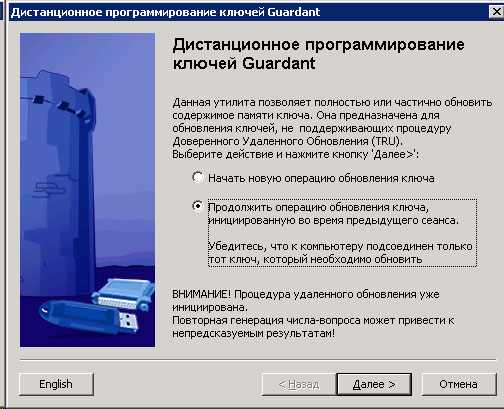 Дистанционное программирование ключей Guardant
Дистанционное программирование
ключей Guardant
Данная утилита позволяет полностью или частично обновить
содержимое памяти ключа. Она предназначена для
обновления ключей, не поддерживающих процедуру
Доверенного Удаленного Обновления (TRU).
Выберите действие и нажмите кнопку 'Далее>':
Начать новую операцию обновления ключа
Продолжить операцию обновления ключа,
инициированную во время предыдущего сеанса.
Убедитесь, что к компьютеру подсоединен только
тот ключ, который необходимо обновить
ВНИМАНИЕ! Процедура удаленного обновления уже
инициирована.
Повторная генерация числа-вопроса может привести к
непредсказуемым результатам!
English
< Назад
Далее >
Отмена